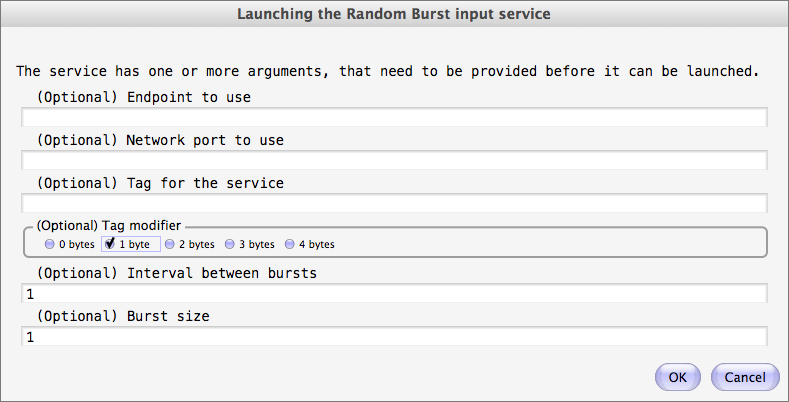 Launching the Random Burst input service
The service has one or more arguments, that need to be provided before it can be launched.
(Optional) Endpoint to use
(Optional) Network port to use
(Optional) Tag for the service
(Optional) Tag modifier
0 bytes 1 byte 2 bytes 3 bytes 4 bytes
(Optional) Interval between bursts
1
(Optional) Burst size
1
OK Cancel